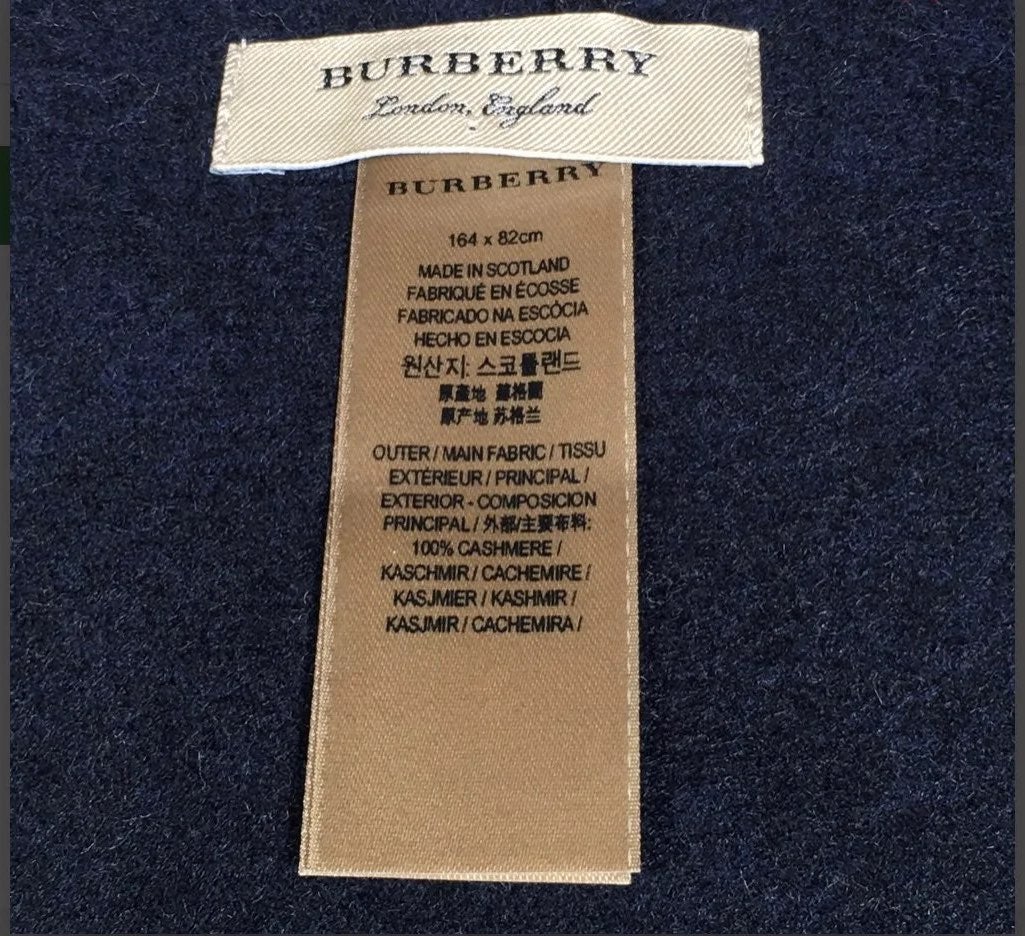 BURBERRY
London, England
BURBERRY
164 x 82cm
MADE IN SCOTLAND
FABRIQUÉ EN ÉCOSSE
FABRICADO NA ESCÓCIA
HECHO EN ESCOCIA
원산지: 스코틀랜드
原產地 蘇格蘭
原产地 苏格兰
OUTER / MAIN FABRIC / TISSU
EXTÉRIEUR / PRINCIPAL /
EXTERIOR - COMPOSICION
PRINCIPAL / 外部/主要布料:
100% CASHMERE /
KASCHMIR / CACHEMIRE /
KASJMIER / KASHMIR /
KASJMIR / CACHEMIRA /